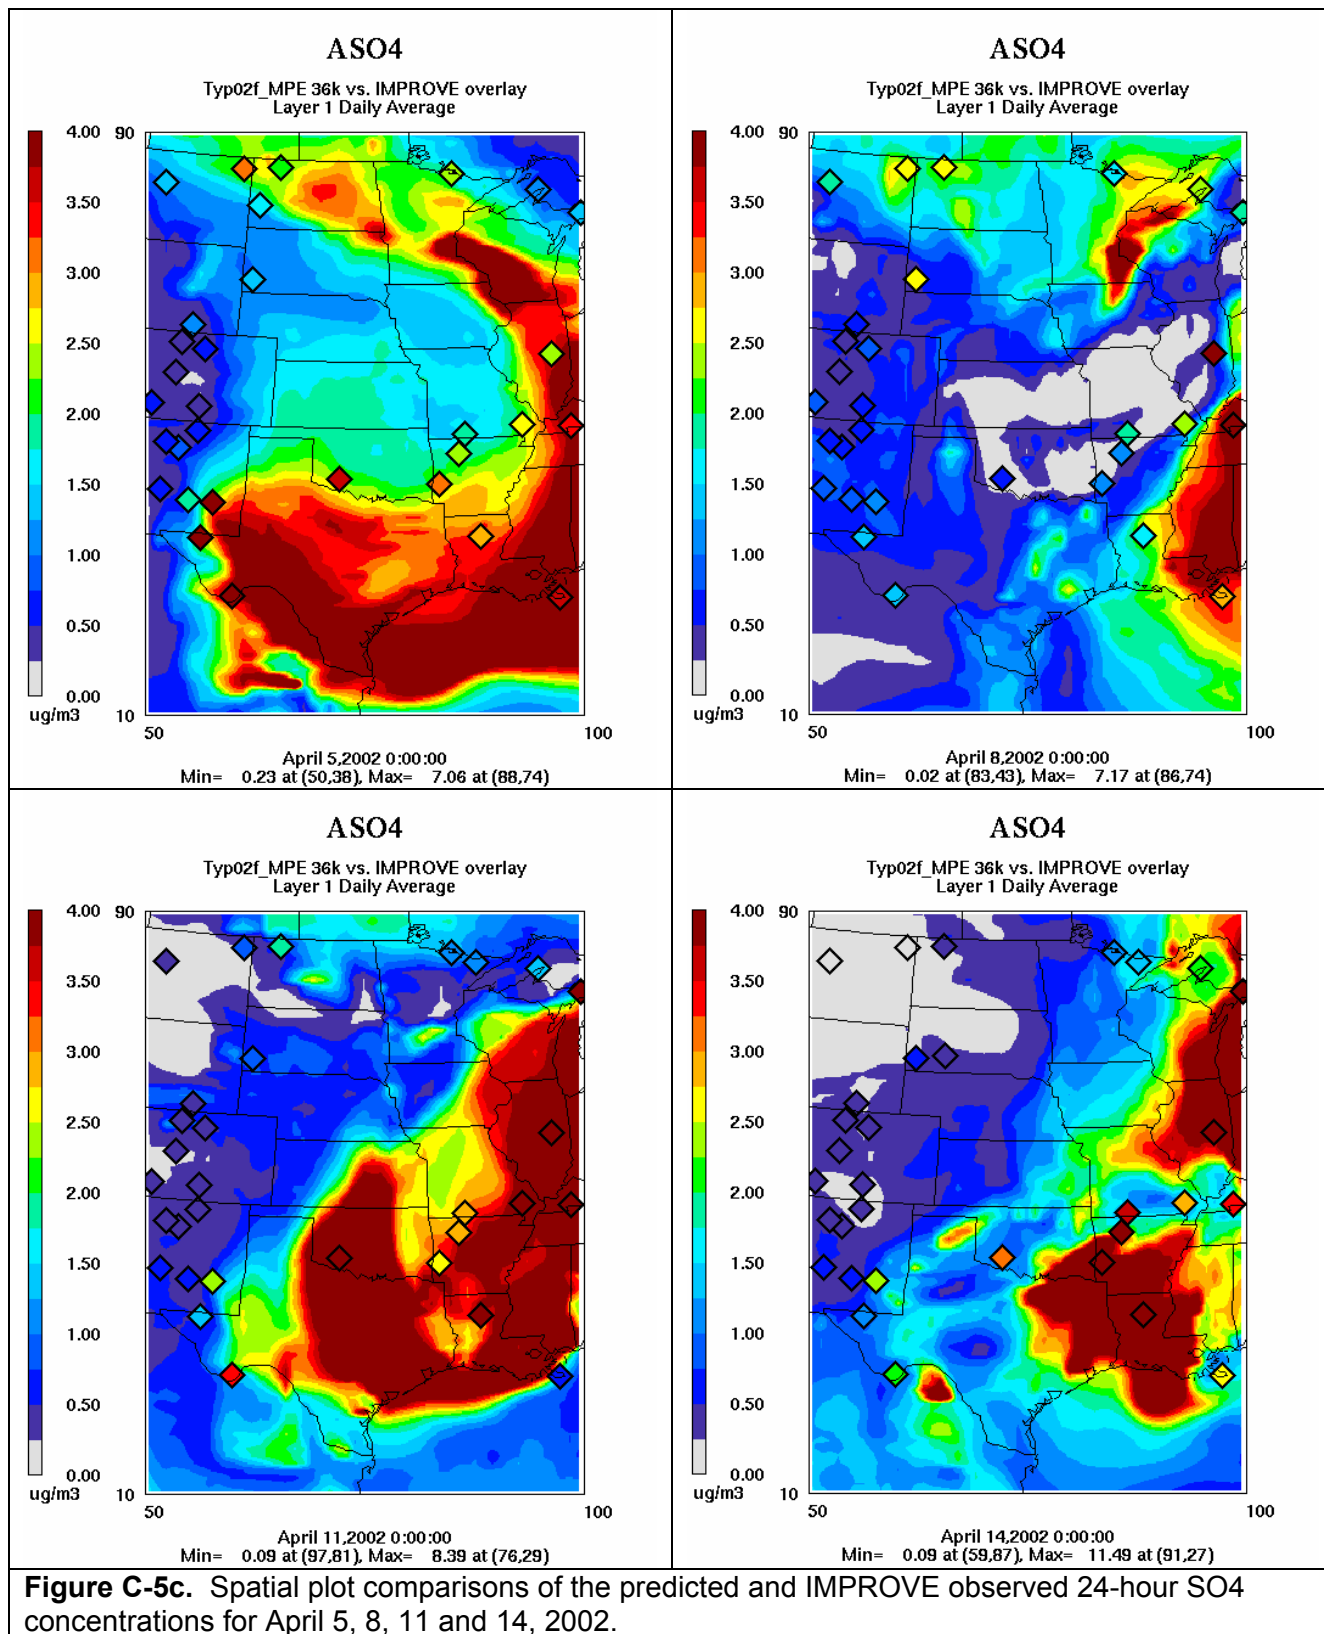 ASO4
Typ02f_MPE 36k vs. IMPROVE overlay
Layer 1 Daily Average
4.00
3.50
3.00
2.50
2.00
1.50
1.00
0.50
0.00
ug/m3
90
10
50
100
April 5,2002 0:00:00
Min= 0.23 at (50,38), Max= 7.06 at (88,74)
ASO4
Typ02f_MPE 36k vs. IMPROVE overlay
Layer 1 Daily Average
4.00
3.50
3.00
2.50
2.00
1.50
1.00
0.50
0.00
ug/m3
90
10
50
100
April 8,2002 0:00:00
Min= 0.02 at (83,43), Max= 7.17 at (86,74)
ASO4
Typ02f_MPE 36k vs. IMPROVE overlay
Layer 1 Daily Average
4.00
3.50
3.00
2.50
2.00
1.50
1.00
0.50
0.00
ug/m3
90
10
50
100
April 11,2002 0:00:00
Min= 0.09 at (97,81), Max= 8.39 at (76,29)
ASO4
Typ02f_MPE 36k vs. IMPROVE overlay
Layer 1 Daily Average
4.00
3.50
3.00
2.50
2.00
1.50
1.00
0.50
0.00
ug/m3
90
10
50
100
April 14,2002 0:00:00
Min= 0.09 at (59,87), Max= 11.49 at (91,27)
Figure C-5c. Spatial plot comparisons of the predicted and IMPROVE observed 24-hour SO4
concentrations for April 5, 8, 11 and 14, 2002.